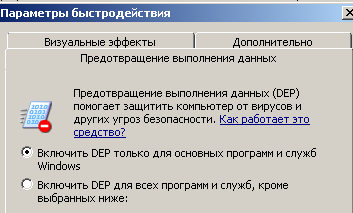 Параметры быстродействия
Визуальные эффекты
Дополнительно
Предотвращение выполнения данных
Предотвращение выполнения данных (DEP)
помогает защитить компьютер от вирусов и
других угроз безопасности. Как работает это
средство?
Включить DEP только для основных программ и служб
Windows
Включить DEP для всех программ и служб, кроме
выбранных ниже: